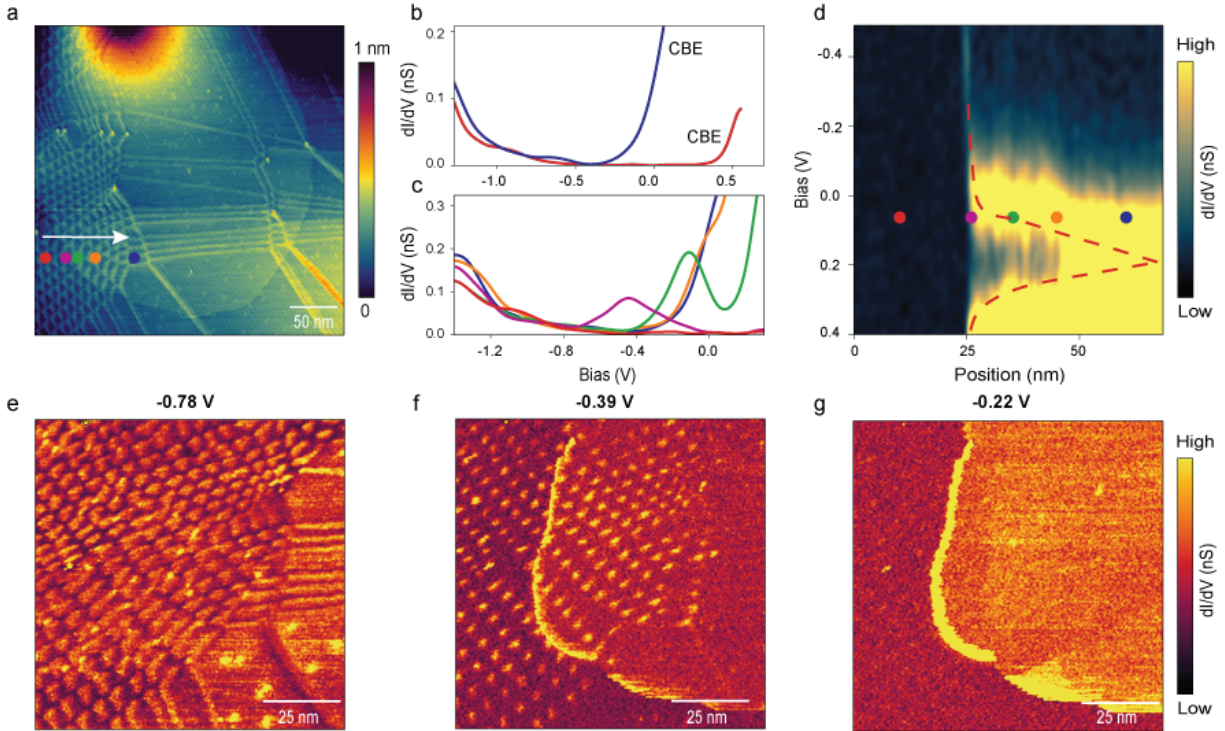 a
1 nm
0
50 nm
b
dI/dV (nS)
0.2
0.1
0.0
CBE
CBE
-1.0
-0.5
0.0
0.5
c
dI/dV (nS)
0.3
0.2
0.1
0.0
-1.2
-0.8
-0.4
0.0
Bias (V)
d
Bias (V)
-0.4
-0.2
0.0
0.2
0.4
0
25
50
Position (nm)
High
dI/dV (nS)
Low
e
-0.78 V
25 nm
f
-0.39 V
25 nm
g
-0.22 V
25 nm
High
dI/dV (nS)
Low